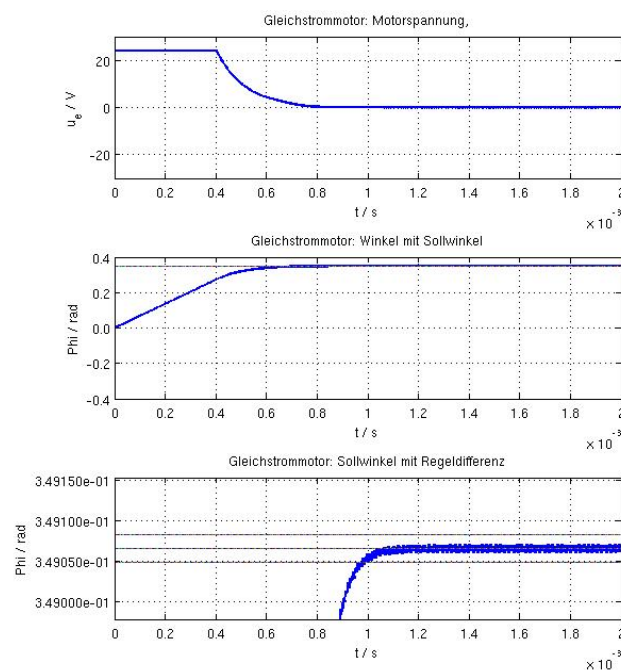 Gleichstrommotor: Motorspannung,
20
0
-20
u_e / V
0 0.2 0.4 0.6 0.8 1 1.2 1.4 1.6 1.8 2
t / s
× 10
Gleichstrommotor: Winkel mit Sollwinkel
0.4
0.2
0.0
-0.2
-0.4
Phi / rad
0 0.2 0.4 0.6 0.8 1 1.2 1.4 1.6 1.8 2
t / s
× 10
Gleichstrommotor: Sollwinkel mit Regeldifferenz
3.49150e-01
3.49100e-01
3.49050e-01
3.49000e-01
Phi / rad
0 0.2 0.4 0.6 0.8 1 1.2 1.4 1.6 1.8
t / s
× 10